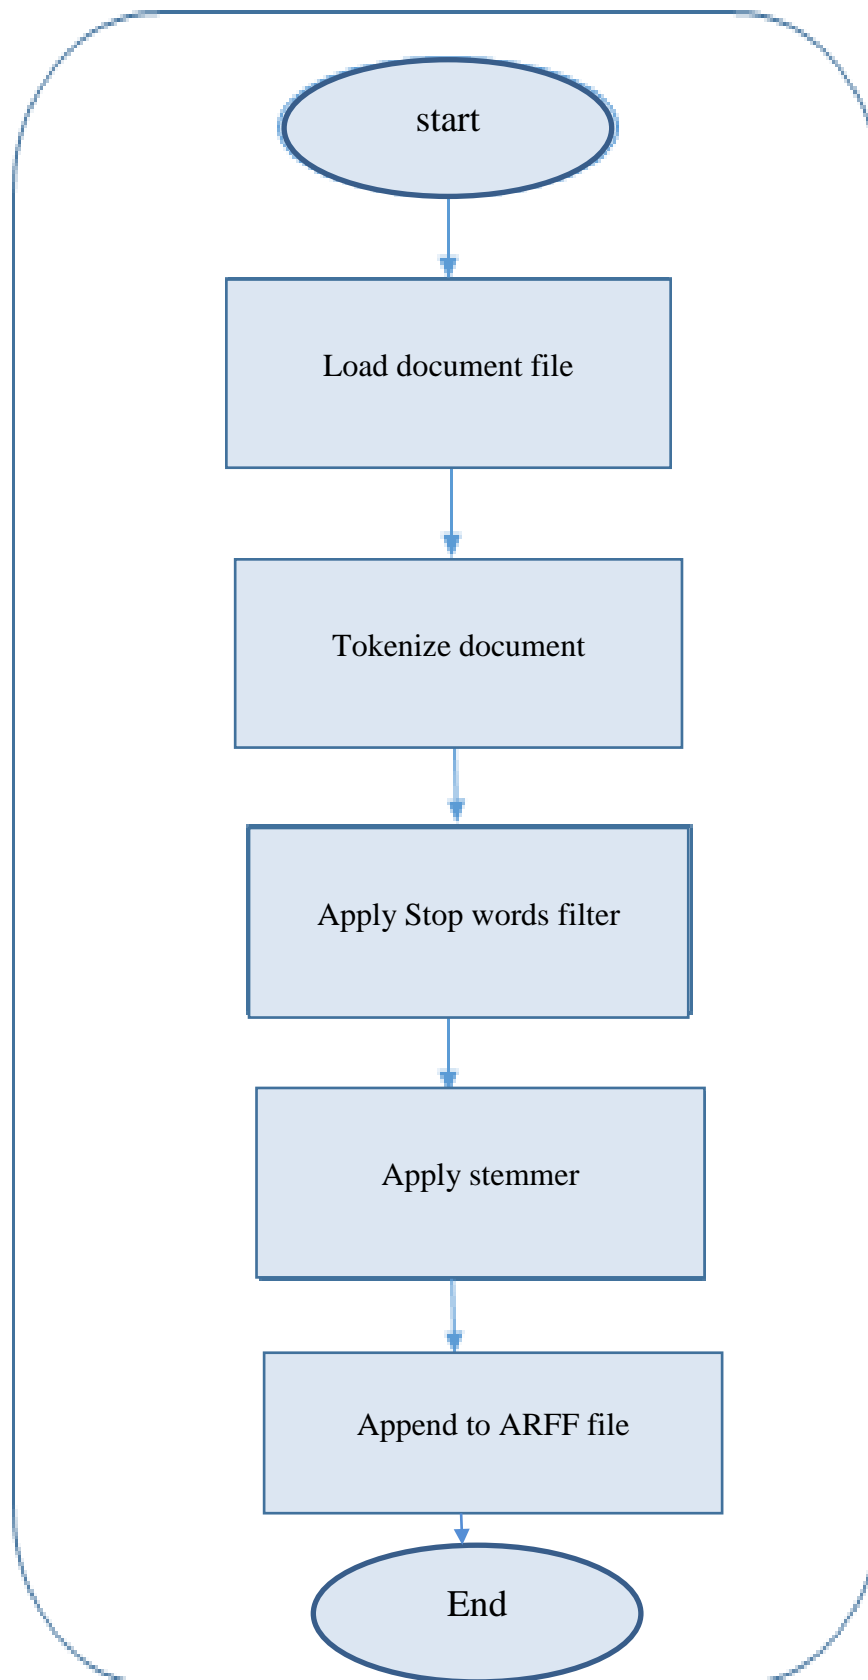 start
Load document file
Tokenize document
Apply Stop words filter
Apply stemmer
Append to ARFF file
End